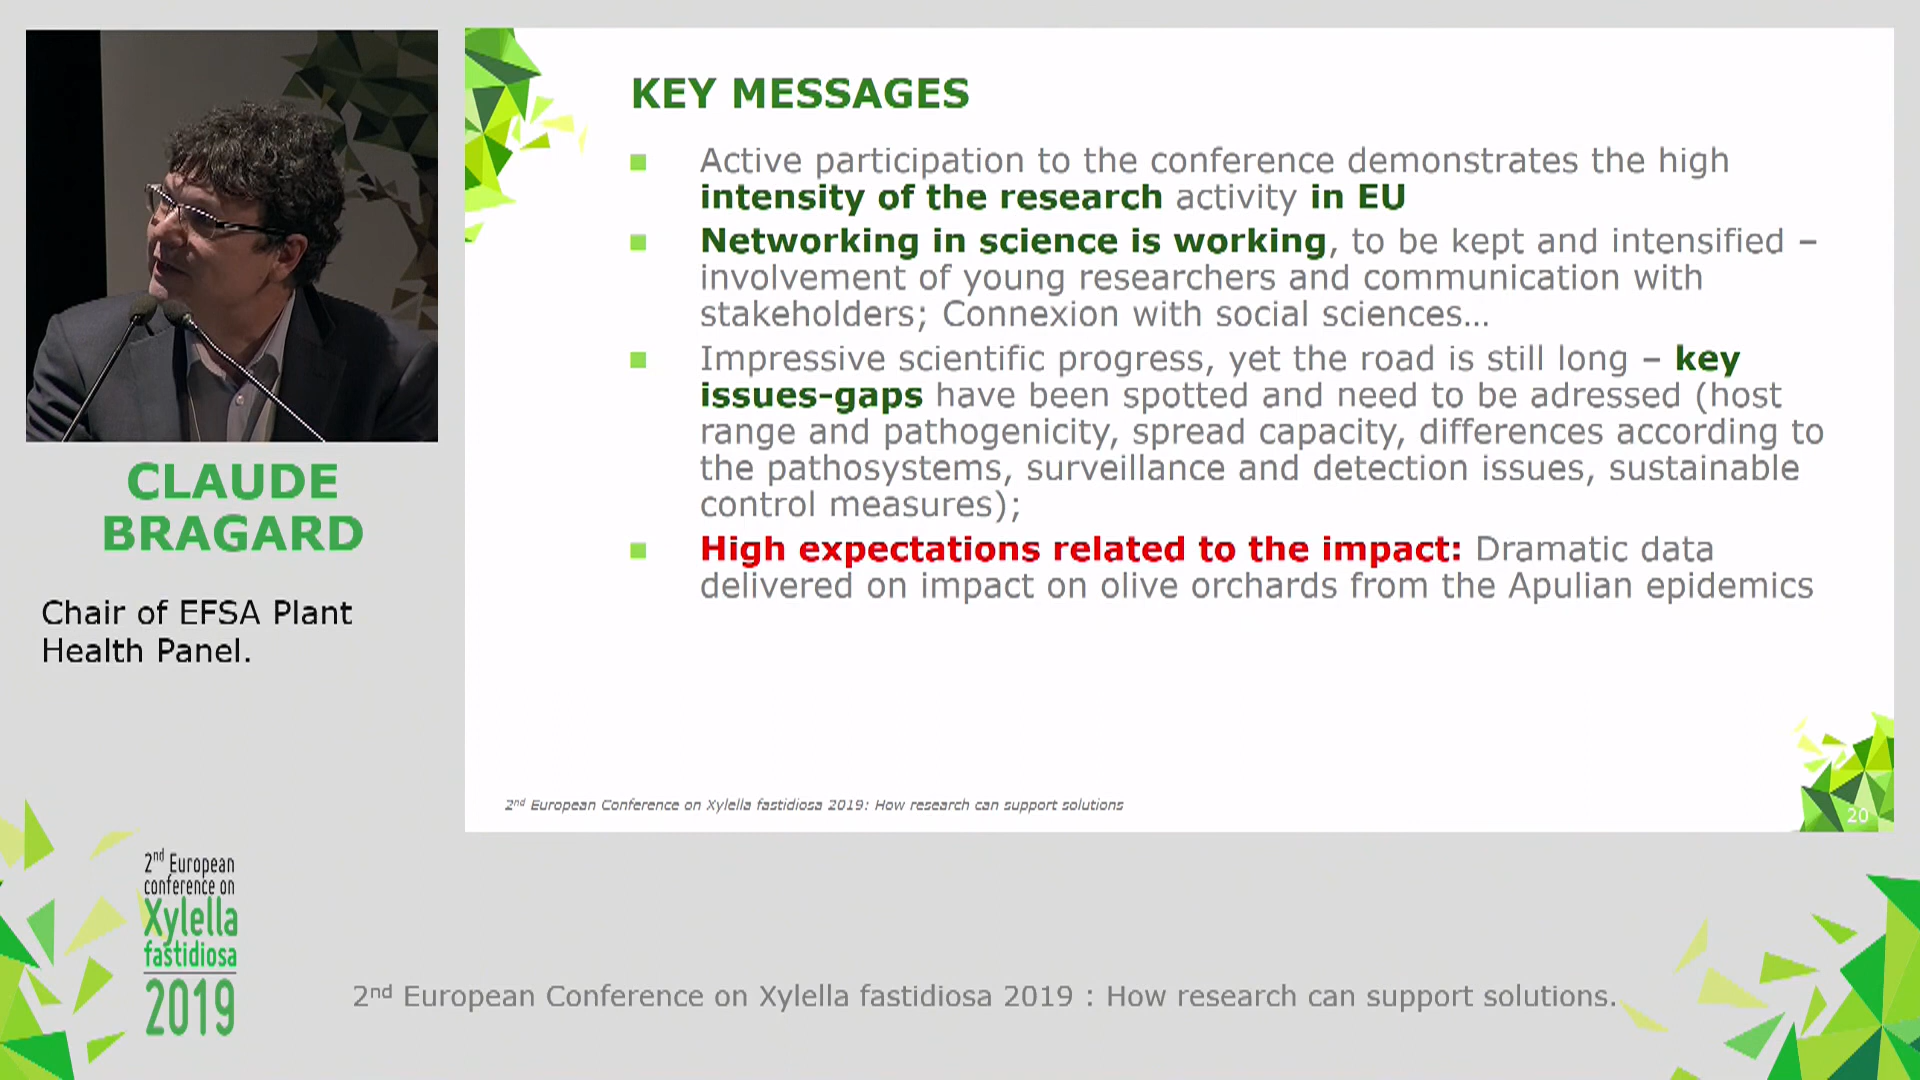 KEY MESSAGES
Active participation to the conference demonstrates the high
intensity of the research activity in EU
Networking in science is working, to be kept and intensified –
involvement of young researchers and communication with
stakeholders; Connexion with social sciences...
Impressive scientific progress, yet the road is still long – key
issues-gaps have been spotted and need to be adressed (host
range and pathogenicity, spread capacity, differences according to
the pathosystems, surveillance and detection issues, sustainable
control measures);
High expectations related to the impact: Dramatic data
delivered on impact on olive orchards from the Apulian epidemics
2nd European Conference on Xylella fastidiosa 2019: How research can support solutions
20
CLAUDE
BRAGARD
Chair of EFSA Plant
Health Panel.
2nd European
conference on
Xylella
fastidiosa
2019
2nd European Conference on Xylella fastidiosa 2019 : How research can support solutions.